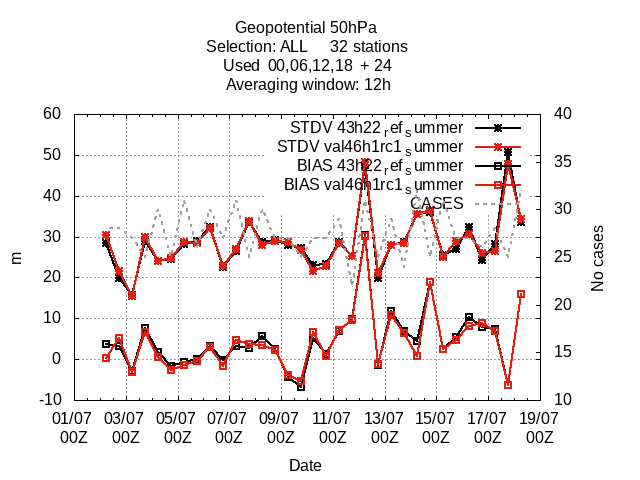 Geopotential 50hPa
Selection: ALL 32 stations
Used 00,06,12,18 + 24
Averaging window: 12h
STDV 43h22_ref_summer
STDV val46h1rc1_summer
BIAS 43h22_ref_summer
BIAS val46h1rc1_summer
CASES
60
50
40
30
20
10
0
-10
m
40
35
30
25
20
15
10
No cases
01/07 03/07 05/07 07/07 09/07 11/07 13/07 15/07 17/07 19/07
00Z 00Z 00Z 00Z 00Z 00Z 00Z 00Z 00Z 00Z
Date